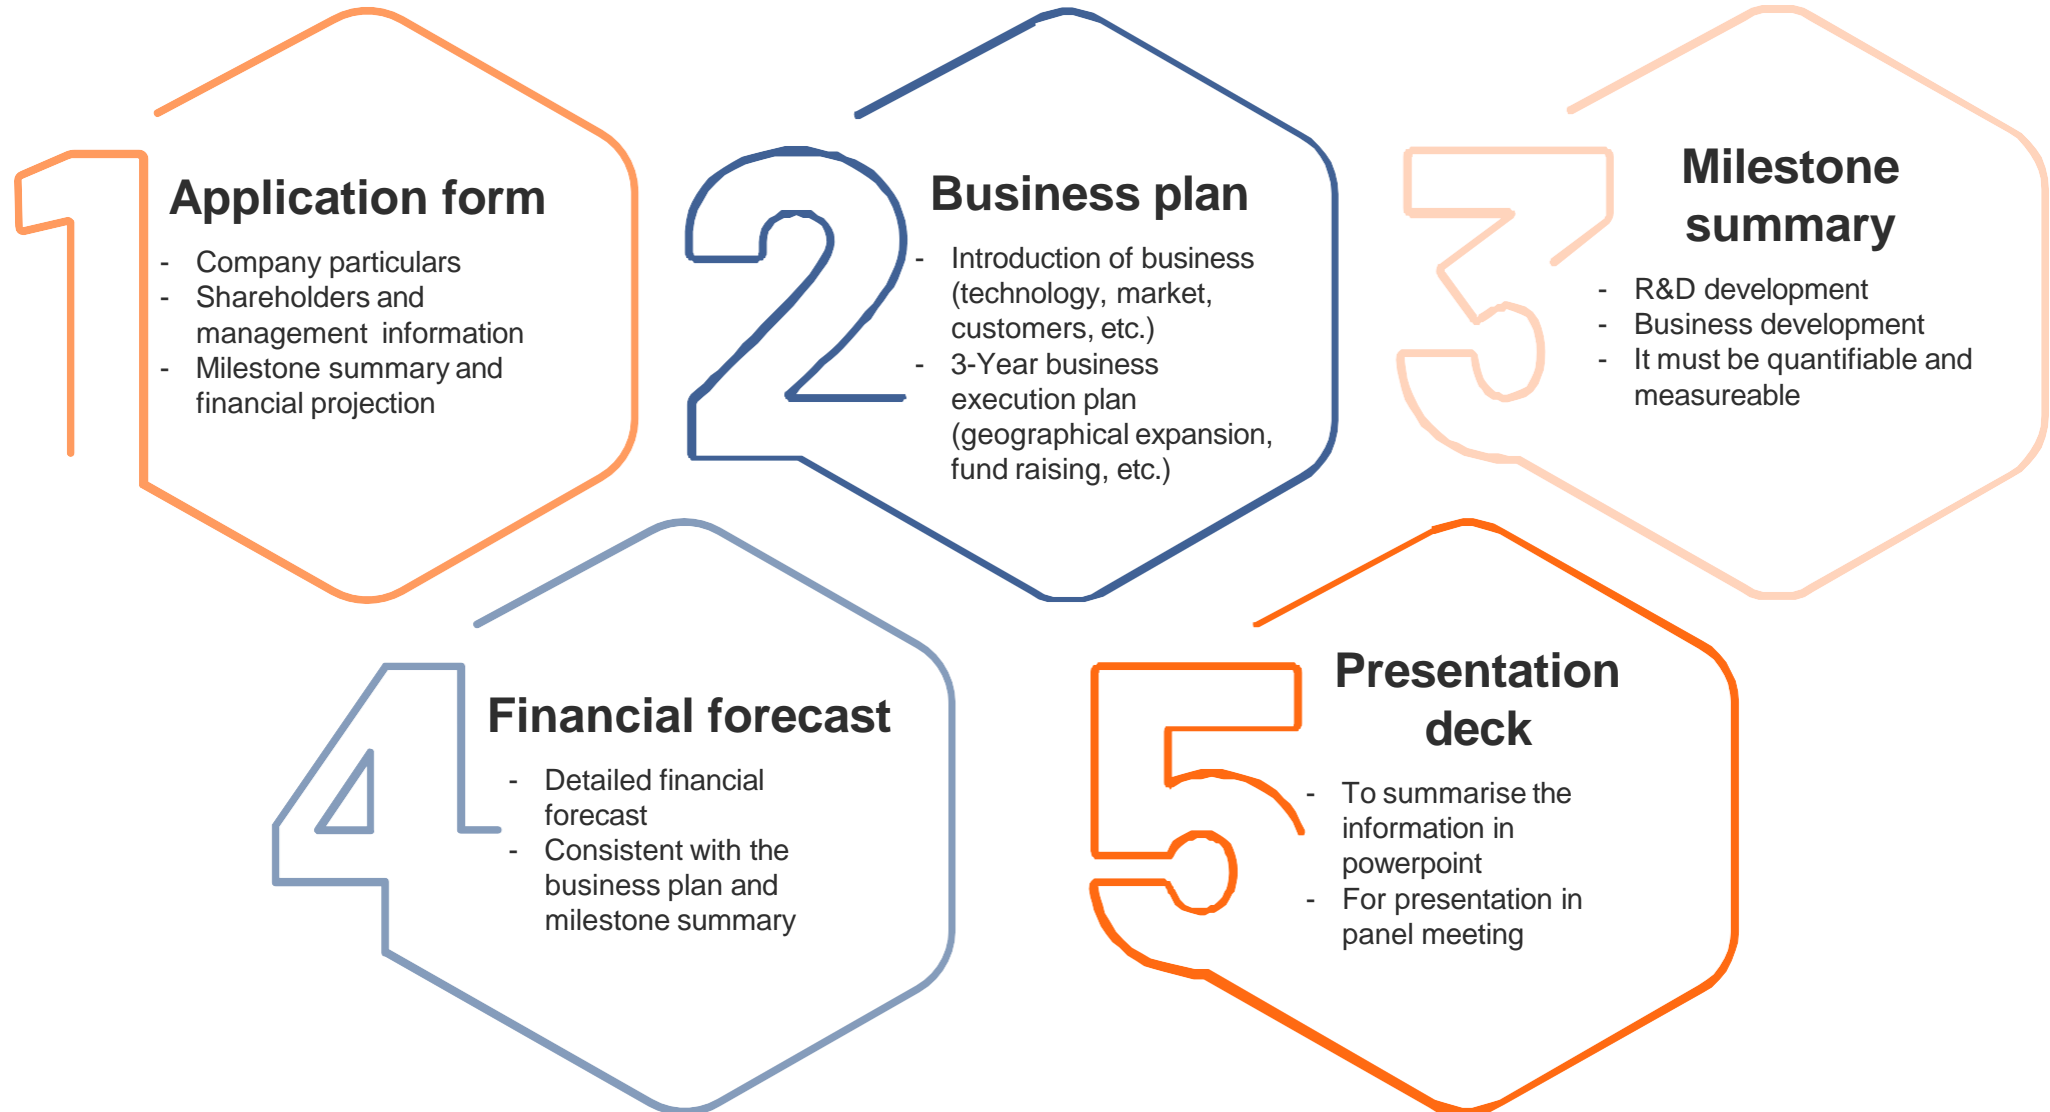 1
Application form
- Company particulars
- Shareholders and
management information
- Milestone summary and
financial projection
2
Business plan
- Introduction of business
(technology, market,
customers, etc.)
- 3-Year business
execution plan
(geographical expansion,
fund raising, etc.)
3
Milestone
summary
- R&D development
- Business development
- It must be quantifiable and
measureable
4
Financial forecast
- Detailed financial
forecast
- Consistent with the
business plan and
milestone summary
5
Presentation
deck
- To summarise the
information in
powerpoint
- For presentation in
panel meeting